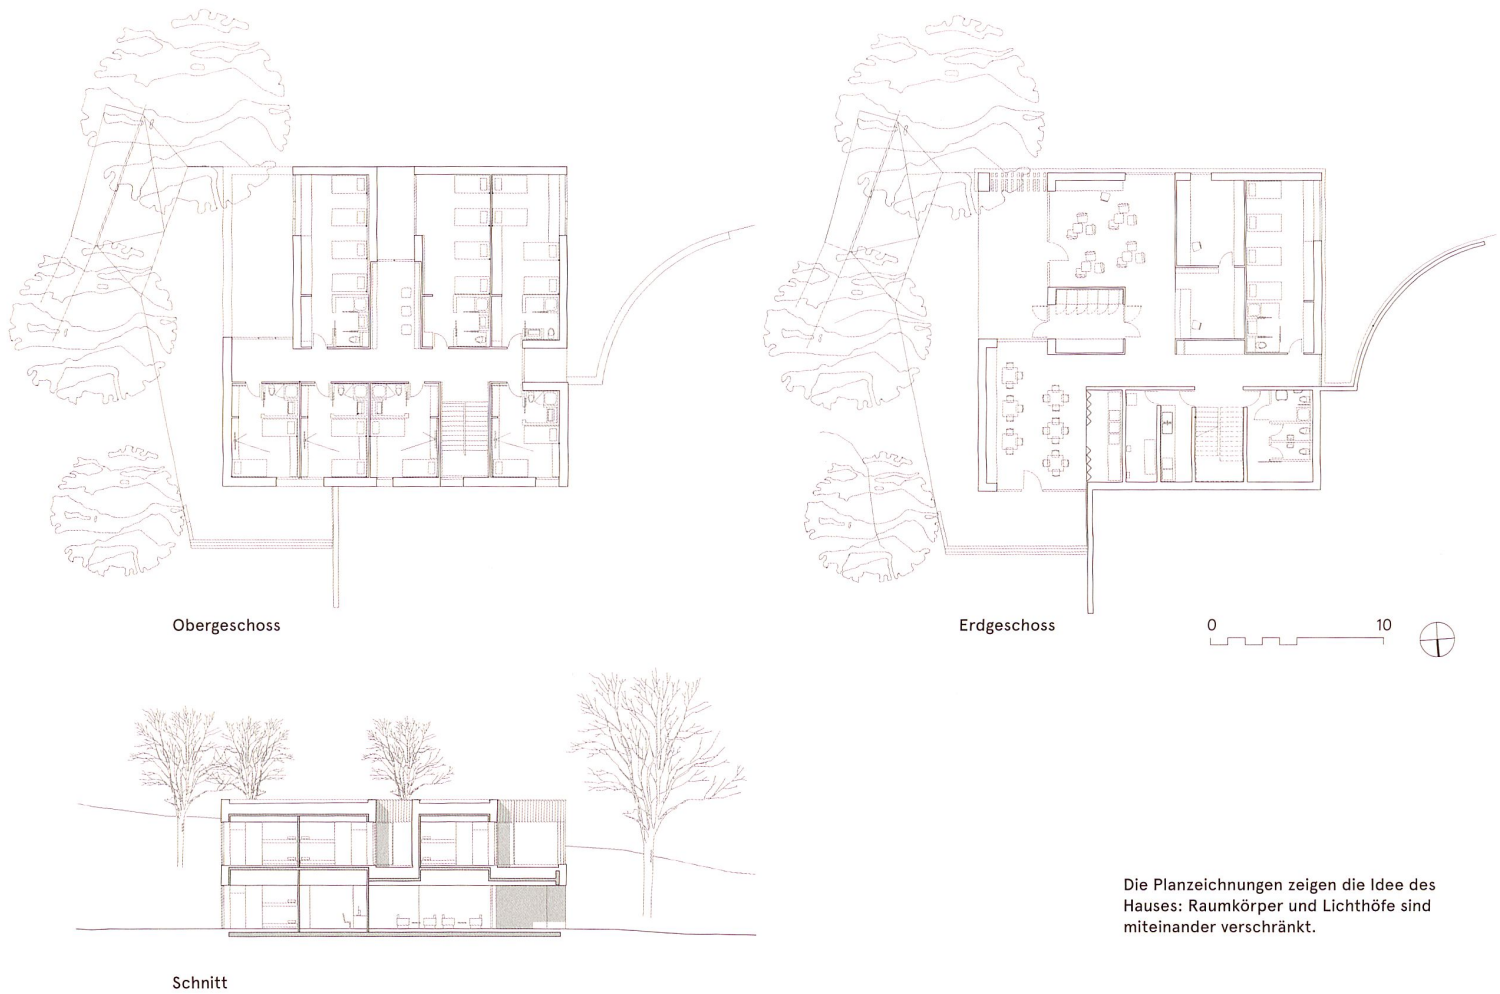 Obergeschoss
Erdgeschoss
0 10
Schnitt
Die Planzeichnungen zeigen die Idee des
Hauses: Raumkörper und Lichthöfe sind
miteinander verschränkt.